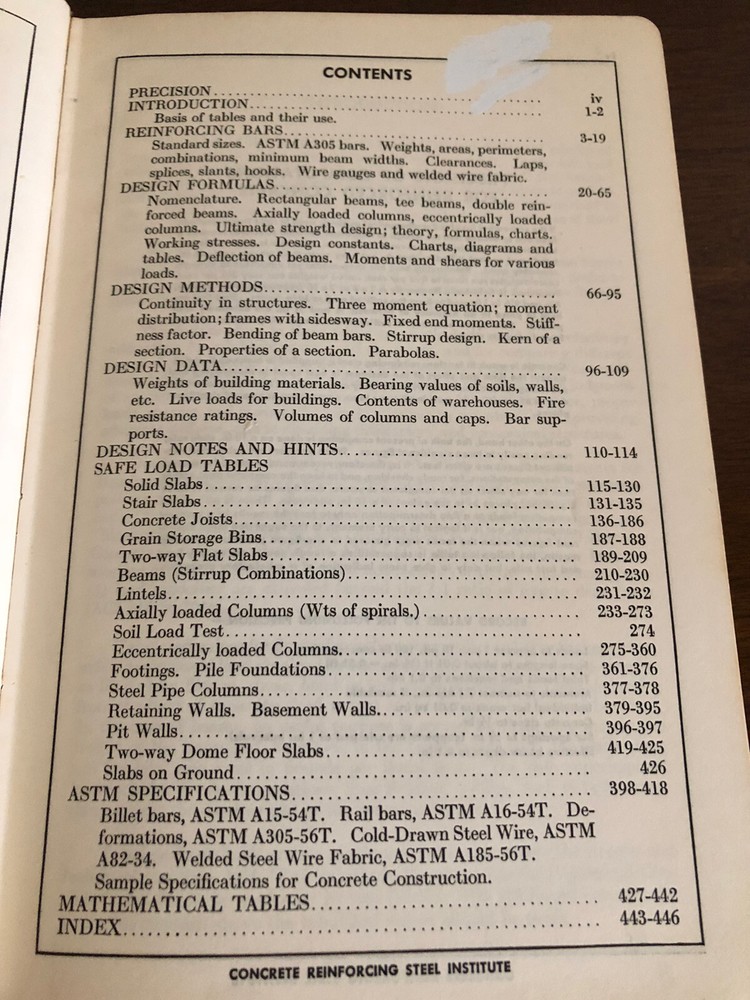 CONTENTS
PRECISION................................................ iv
INTRODUCTION............................................ 1-2
Basis of tables and their use.
REINFORCING BARS........................................ 3-19
Standard sizes. ASTM A305 bars. Weights, areas, perimeters,
combinations, minimum beam widths. Clearances. Laps,
splices, slants, hooks. Wire gauges and welded wire fabric.
DESIGN FORMULAS........................................ 20-65
Nomenclature. Rectangular beams, tee beams, double rein-
forced beams. Axially loaded columns, eccentrically loaded
columns. Ultimate strength design; theory, formulas, charts.
Working stresses. Design constants. Charts, diagrams and
tables. Deflection of beams. Moments and shears for various
loads.
DESIGN METHODS........................................ 66-95
Continuity in structures. Three moment equation; moment
distribution; frames with sidesway. Fixed end moments. Stiff-
ness factor. Bending of beam bars. Stirrup design. Kern of a
section. Properties of a section. Parabolas.
DESIGN DATA........................................ 96-109
Weights of building materials. Bearing values of soils, walls,
etc. Live loads for buildings. Contents of warehouses. Fire
resistance ratings. Volumes of columns and caps. Bar sup-
ports.
DESIGN NOTES AND HINTS........................ 110-114
SAFE LOAD TABLES
Solid Slabs........................................ 115-130
Stair Slabs........................................ 131-135
Concrete Joists.................................... 136-186
Grain Storage Bins................................ 187-188
Two-way Flat Slabs................................ 189-209
Beams (Stirrup Combinations)........................ 210-230
Lintels............................................ 231-232
Axially loaded Columns (Wts of spirals.).............. 233-273
Soil Load Test........................................ 274
Eccentrically loaded Columns........................ 275-360
Footings. Pile Foundations........................ 361-376
Steel Pipe Columns................................ 377-378
Retaining Walls. Basement Walls.................... 379-395
Pit Walls........................................ 396-397
Two-way Dome Floor Slabs........................ 419-425
Slabs on Ground........................................ 426
ASTM SPECIFICATIONS................................ 398-418
Billet bars, ASTM A15-54T. Rail bars, ASTM A16-54T. De-
formations, ASTM A305-56T. Cold-Drawn Steel Wire, ASTM
A82-34. Welded Steel Wire Fabric, ASTM A185-56T.
Sample Specifications for Concrete Construction.
MATHEMATICAL TABLES............................ 427-442
INDEX................................................ 443-446
CONCRETE REINFORCING STEEL INSTITUTE